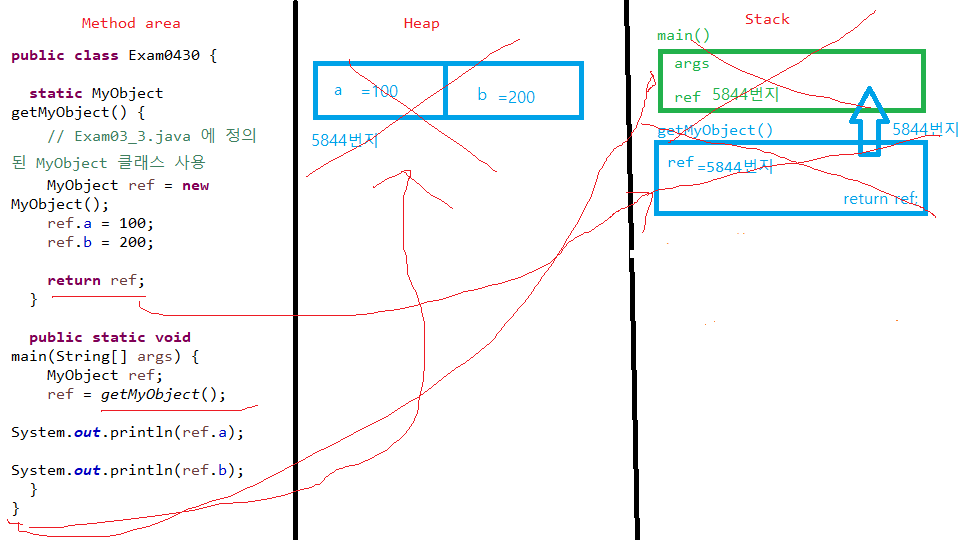 Method area
public class Exam0430 {
static MyObject
getMyObject() {
// Exam03_3.java 에 정의
된 MyObject 클래스 사용
MyObject ref = new
MyObject();
ref.a = 100;
ref.b = 200;
return ref;
}
public static void
main(String[] args) {
MyObject ref;
ref = getMyObject();
System.out.println(ref.a);
System.out.println(ref.b);
}
}
Heap
a =100
b =200
5844번지
Stack
main()
args
ref 5844번지
getMyObject()
5844번지
ref =5844번지
return ref;